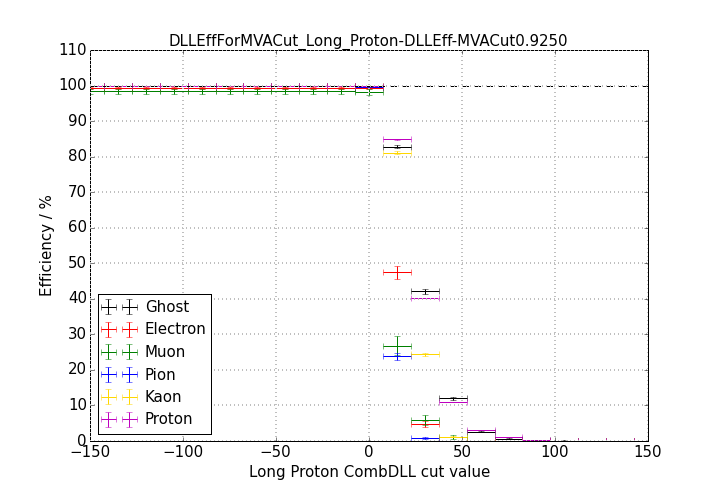 DLLEffForMVACut_Long_Proton-DLLEff-MVACut0.9250
110
100
90
80
70
60
50
40
30
20
10
0
Efficiency / %
Ghost
Electron
Muon
Pion
Kaon
Proton
−150 −100 −50 0 50 100 150
Long Proton CombDLL cut value